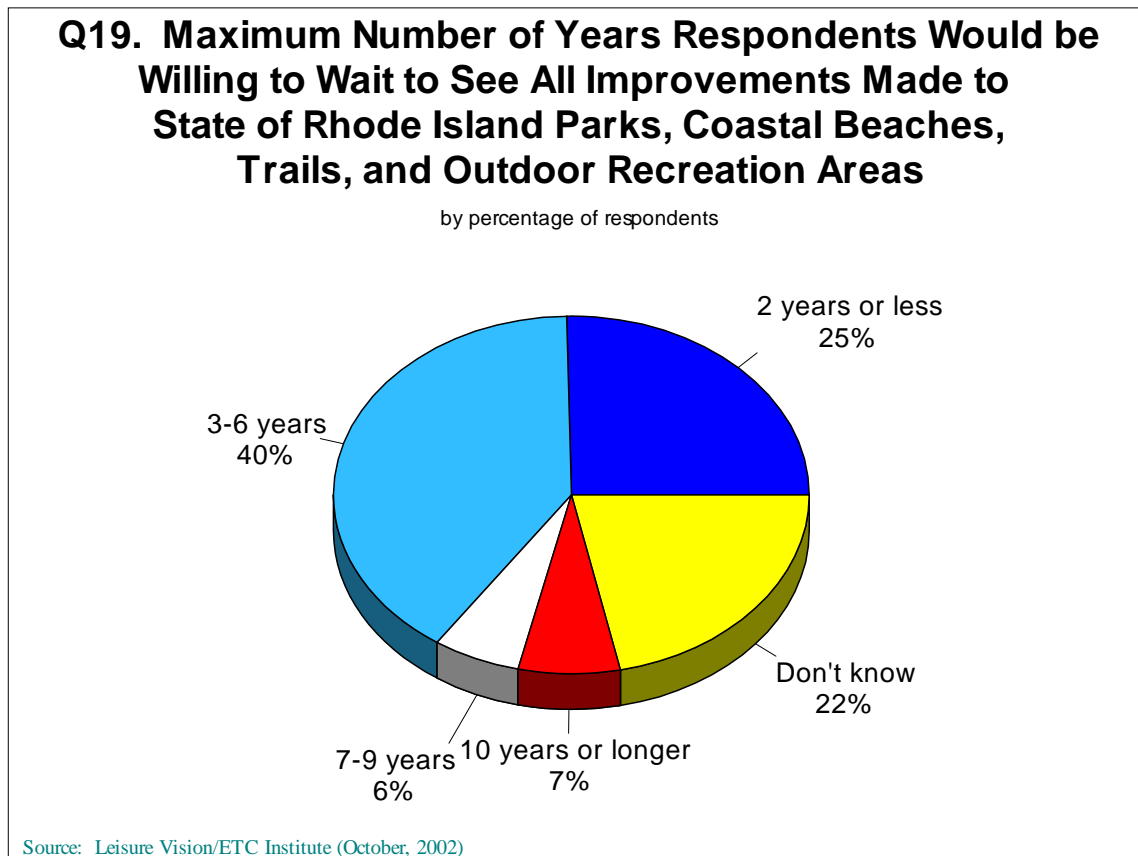 Q19. Maximum Number of Years Respondents Would be
Willing to Wait to See All Improvements Made to
State of Rhode Island Parks, Coastal Beaches,
Trails, and Outdoor Recreation Areas
by percentage of respondents
2 years or less
25%
3-6 years
40%
Don't know
22%
7-9 years
6%
10 years or longer
7%
Source: Leisure Vision/ETC Institute (October, 2002)